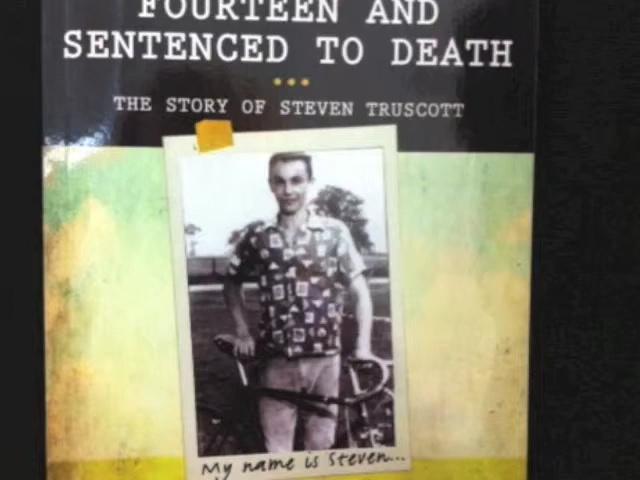 FOURTEEN AND
SENTENCED TO DEATH
THE STORY OF STEVEN TRUSCOTT
My name is Steven...